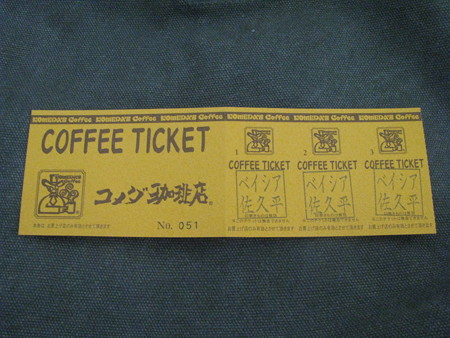 KOMEDA'S Coffee KOMEDA'S Coffee KOMEDA'S Coffee KOMEDA'S Coffee KOMEDA'S Coffee
COFFEE TICKET
KOMEDA'S Coffee
コメダ珈琲店
No. 051
1
COFFEE TICKET
ベイシア
佐久平
2
COFFEE TICKET
ベイシア
佐久平
3
COFFEE TICKET
ベイシア
佐久平